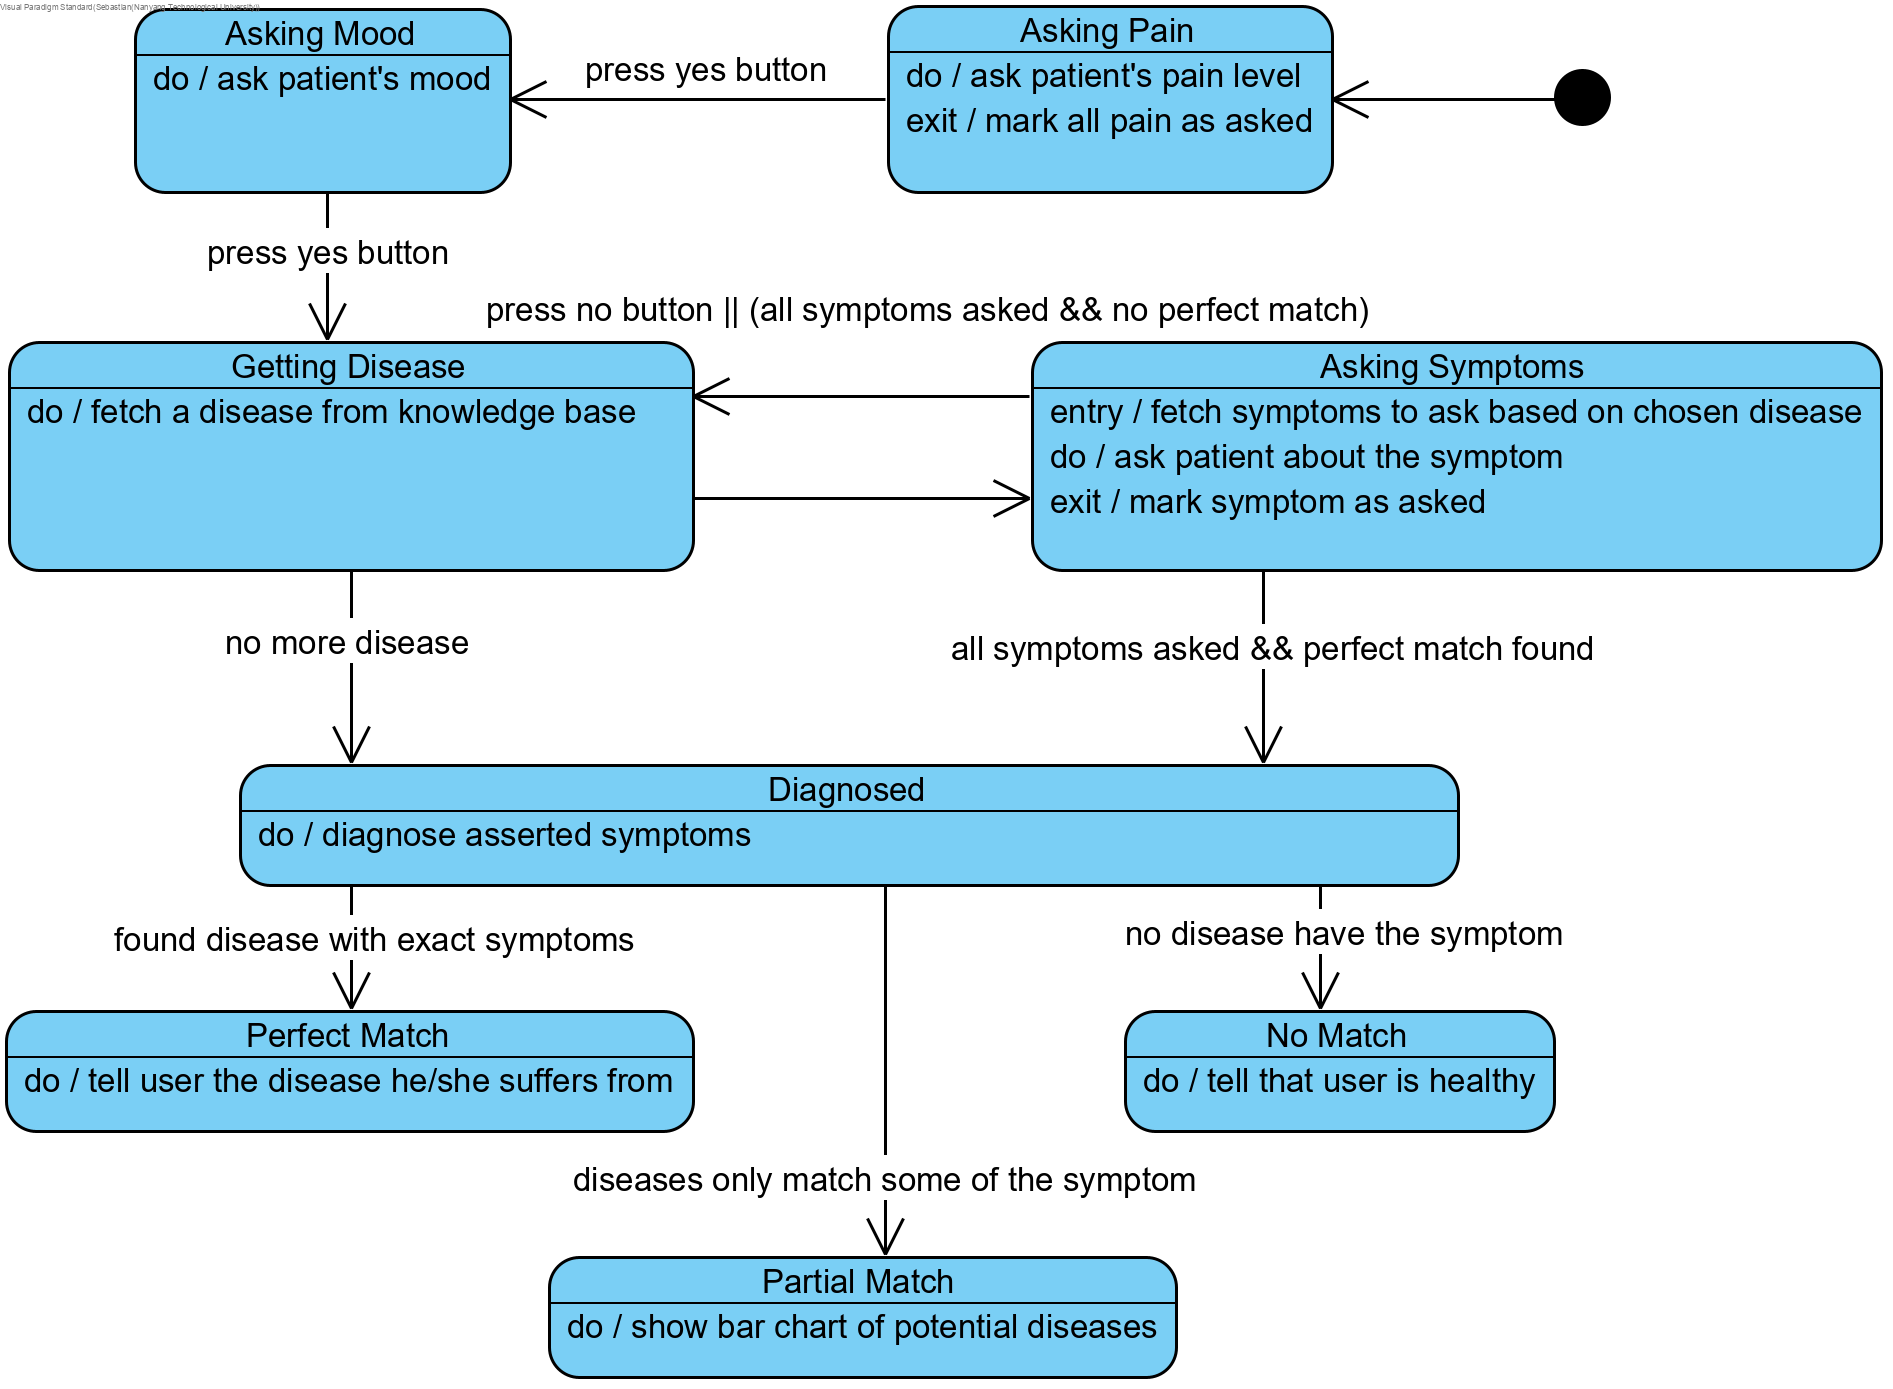 Visual Paradigm Standard(Sebastian(Nanyang Technological University))
Asking Mood
do / ask patient's mood
press yes button
Asking Pain
do / ask patient's pain level
exit / mark all pain as asked
press yes button
press no button || (all symptoms asked && no perfect match)
Getting Disease
do / fetch a disease from knowledge base
Asking Symptoms
entry / fetch symptoms to ask based on chosen disease
do / ask patient about the symptom
exit / mark symptom as asked
no more disease
all symptoms asked && perfect match found
Diagnosed
do / diagnose asserted symptoms
found disease with exact symptoms
no disease have the symptom
Perfect Match
do / tell user the disease he/she suffers from
No Match
do / tell that user is healthy
diseases only match some of the symptom
Partial Match
do / show bar chart of potential diseases